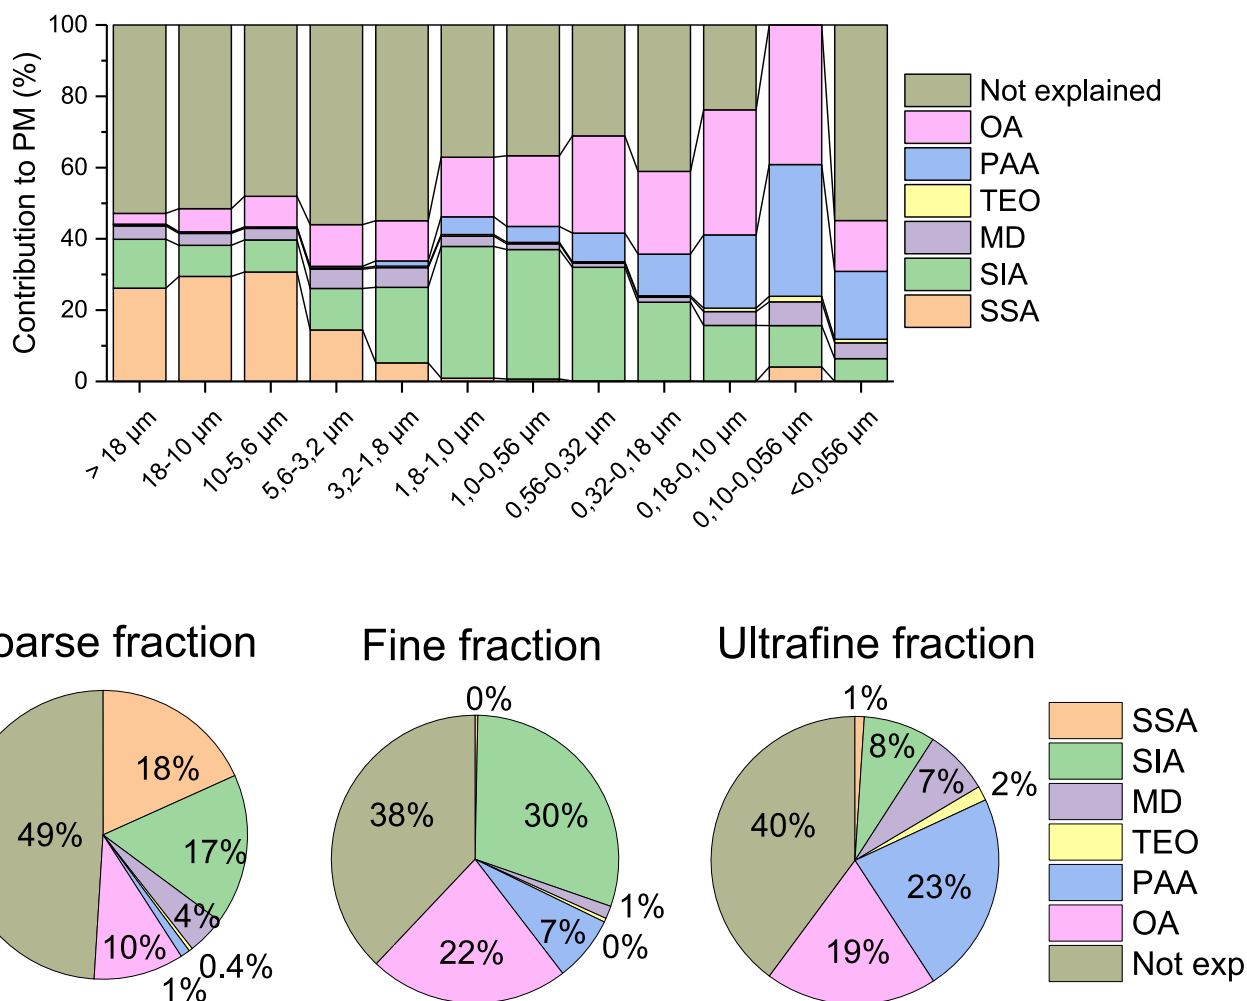 Contribution to PM (%)
100
80
60
40
20
0
> 18 µm
18-10 µm
10-5,6 µm
5,6-3,2 µm
3,2-1,8 µm
1,8-1,0 µm
1,0-0,56 µm
0,56-0,32 µm
0,32-0,18 µm
0,18-0,10 µm
0,10-0,056 µm
<0,056 µm
Not explained
OA
PAA
TEO
MD
SIA
SSA
oarse fraction
18%
17%
4%
0.4%
1%
10%
49%
Fine fraction
0%
30%
1%
0%
7%
22%
38%
Ultrafine fraction
1%
8%
7%
2%
23%
19%
40%
SSA
SIA
MD
TEO
PAA
OA
Not exp